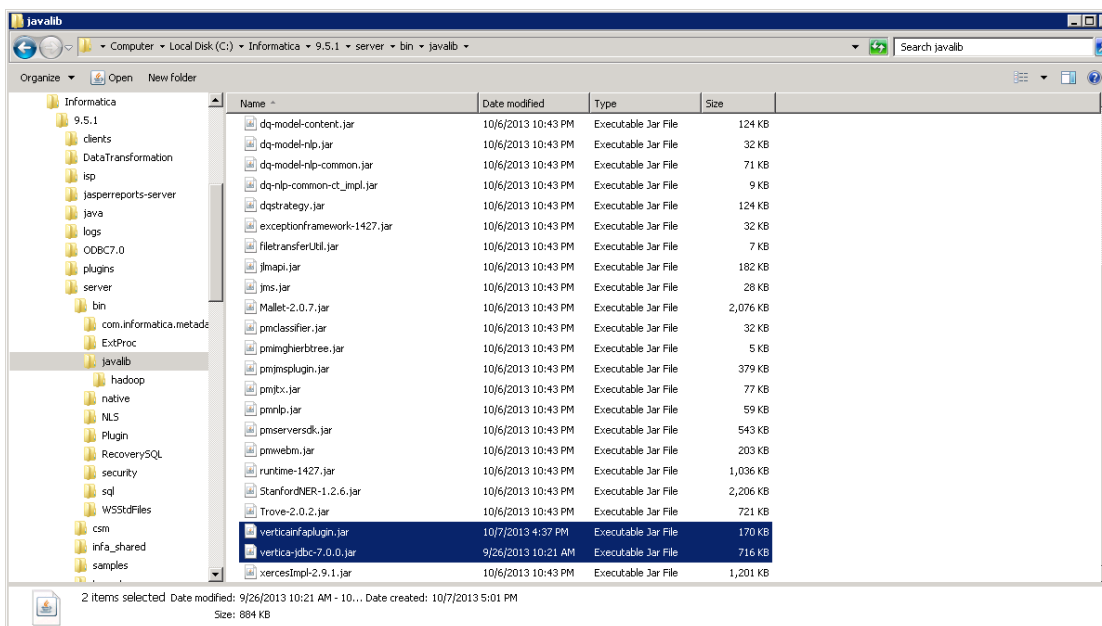 javalib
Computer Local Disk (C:) Informatica 9.5.1 server bin javalib
Search javalib
Organize Open New folder
Name Date modified Type Size
Informatica
9.5.1
clients
DataTransformation
isp
jasperreports-server
java
logs
ODBC7.0
plugins
server
bin
com.informatica.metada
ExtProc
javalib
hadoop
native
NLS
Plugin
RecoverySQL
security
sql
WSStdFiles
csm
infa_shared
samples
dq-model-content.jar 10/6/2013 10:43 PM Executable Jar File 124 KB
dq-model-nlp.jar 10/6/2013 10:43 PM Executable Jar File 32 KB
dq-model-nlp-common.jar 10/6/2013 10:43 PM Executable Jar File 71 KB
dq-nlp-common-ct_impl.jar 10/6/2013 10:43 PM Executable Jar File 9 KB
dqstrategy.jar 10/6/2013 10:43 PM Executable Jar File 124 KB
exceptionframework-1427.jar 10/6/2013 10:43 PM Executable Jar File 32 KB
filetransferUtil.jar 10/6/2013 10:43 PM Executable Jar File 7 KB
jlmapi.jar 10/6/2013 10:43 PM Executable Jar File 182 KB
jms.jar 10/6/2013 10:43 PM Executable Jar File 28 KB
Mallet-2.0.7.jar 10/6/2013 10:43 PM Executable Jar File 2,076 KB
pmclassifier.jar 10/6/2013 10:43 PM Executable Jar File 32 KB
pmimghierbtree.jar 10/6/2013 10:43 PM Executable Jar File 5 KB
pmjmsplugin.jar 10/6/2013 10:43 PM Executable Jar File 379 KB
pmjtx.jar 10/6/2013 10:43 PM Executable Jar File 77 KB
pmnlp.jar 10/6/2013 10:43 PM Executable Jar File 59 KB
pmserversdk.jar 10/6/2013 10:43 PM Executable Jar File 543 KB
pmwebm.jar 10/6/2013 10:43 PM Executable Jar File 203 KB
runtime-1427.jar 10/6/2013 10:43 PM Executable Jar File 1,036 KB
StanfordNER-1.2.6.jar 10/6/2013 10:43 PM Executable Jar File 2,206 KB
Trove-2.0.2.jar 10/6/2013 10:43 PM Executable Jar File 721 KB
verticainfaplugin.jar 10/7/2013 4:37 PM Executable Jar File 170 KB
vertica-jdbc-7.0.0.jar 9/26/2013 10:21 AM Executable Jar File 716 KB
xercesImpl-2.9.1.jar 10/6/2013 10:43 PM Executable Jar File 1,201 KB
2 items selected Date modified: 9/26/2013 10:21 AM - 10... Date created: 10/7/2013 5:01 PM
Size: 884 KB